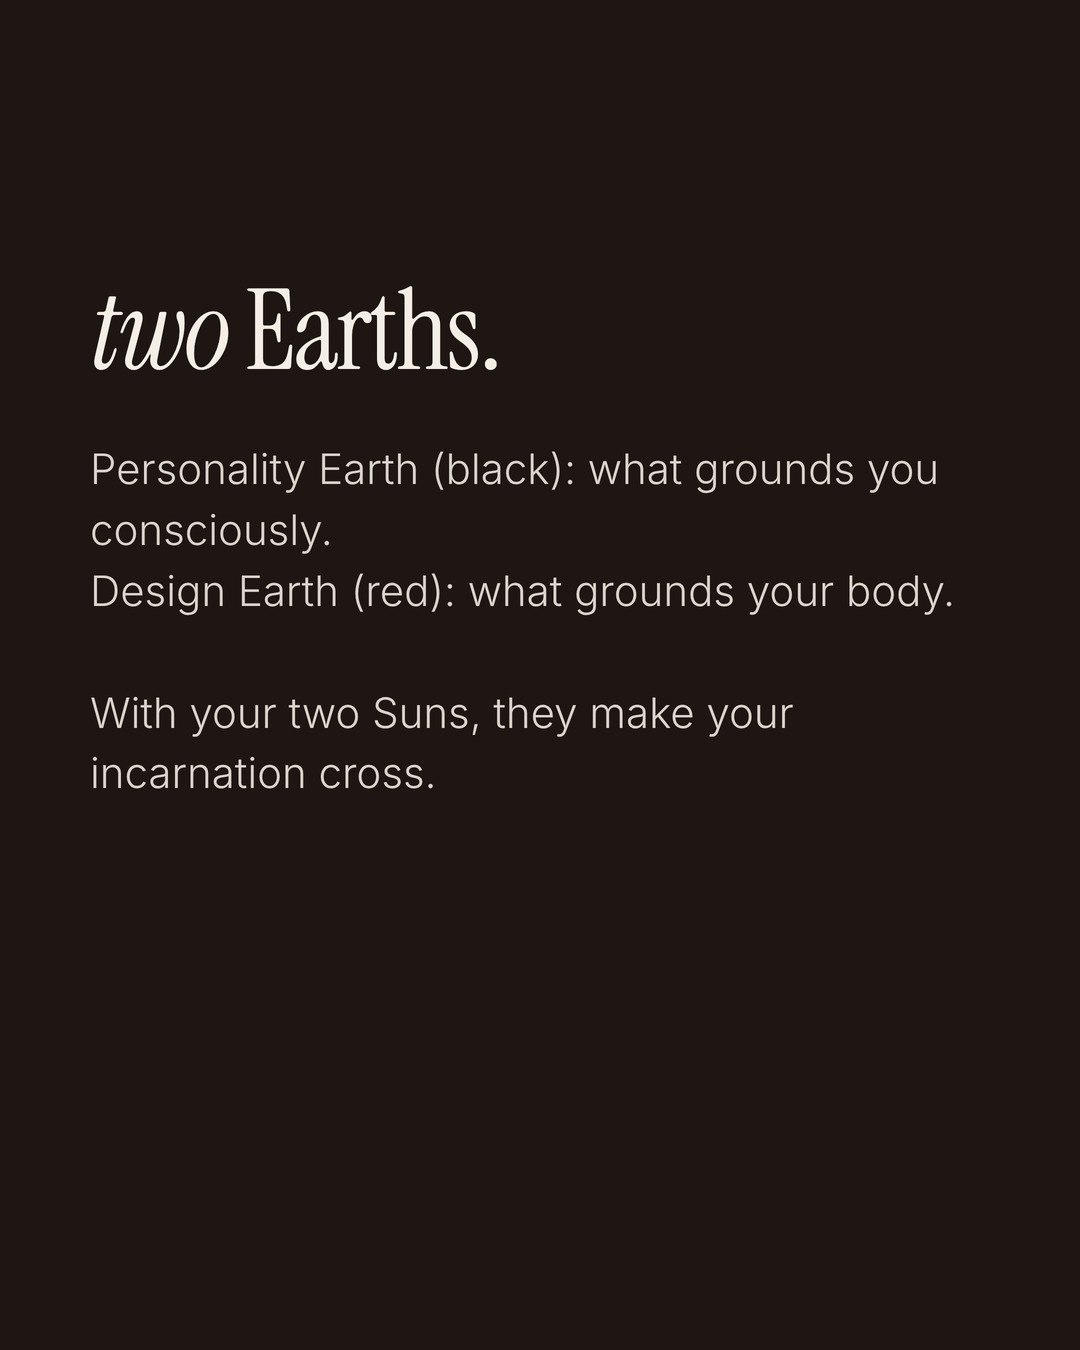 two Earths.
Personality Earth (black): what grounds you
consciously.
Design Earth (red): what grounds your body.
With your two Suns, they make your
incarnation cross.